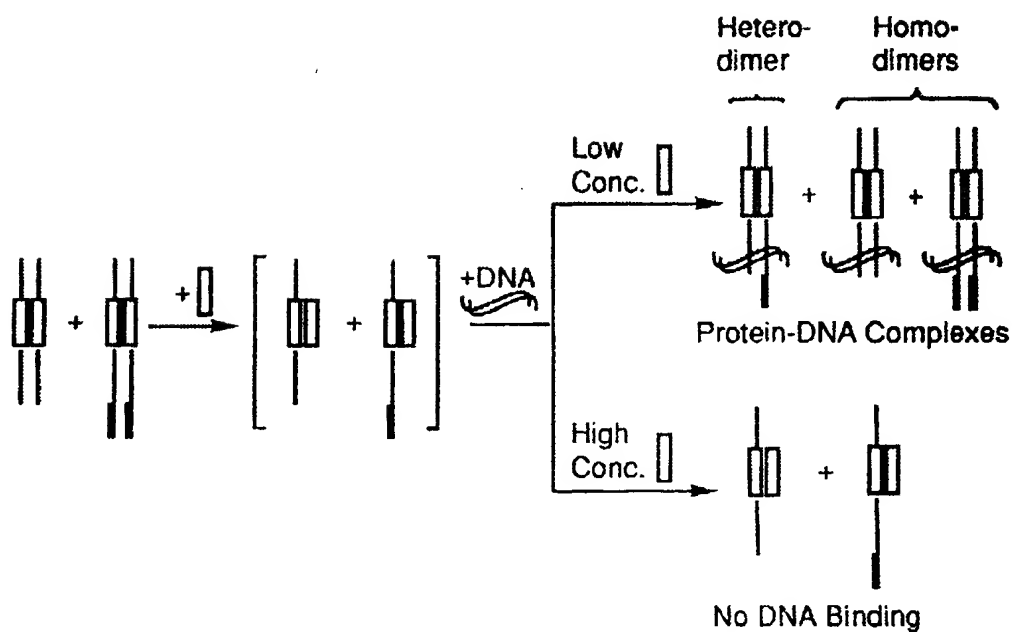 Hetero-
dimer
Homo-
dimers
Low
Conc.
+ +
+ + + +DNA
Protein-DNA Complexes
High
Conc.
+
No DNA Binding